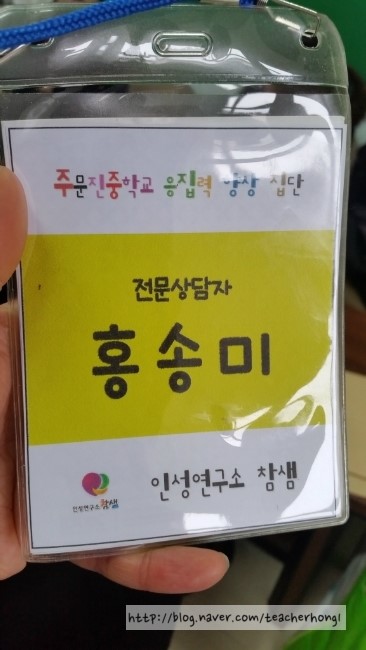 주문진중학교 응집력 향상 집단
전문상담자
홍송미
인성연구소 참샘
인성연구소 참샘
http://blog.naver.com/teacherhong1